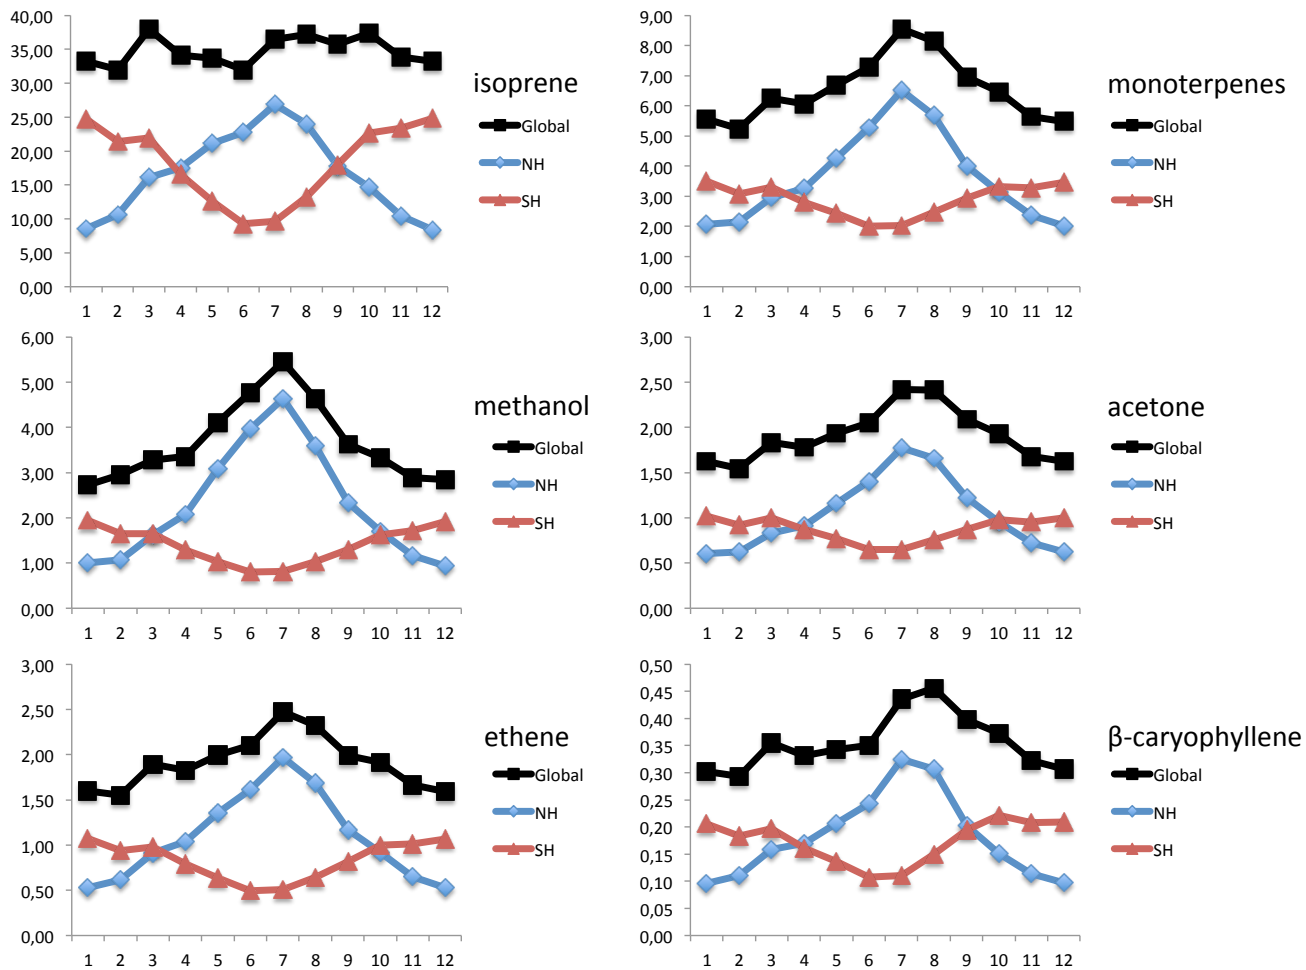 isoprene
40,00
35,00
30,00
25,00
20,00
15,00
10,00
5,00
0,00
1 2 3 4 5 6 7 8 9 10 11 12
Global
NH
SH
monoterpenes
9,00
8,00
7,00
6,00
5,00
4,00
3,00
2,00
1,00
0,00
1 2 3 4 5 6 7 8 9 10 11 12
Global
NH
SH
methanol
6,00
5,00
4,00
3,00
2,00
1,00
0,00
1 2 3 4 5 6 7 8 9 10 11 12
Global
NH
SH
acetone
3,00
2,50
2,00
1,50
1,00
0,50
0,00
1 2 3 4 5 6 7 8 9 10 11 12
Global
NH
SH
ethene
3,00
2,50
2,00
1,50
1,00
0,50
0,00
1 2 3 4 5 6 7 8 9 10 11 12
Global
NH
SH
β-caryophyllene
0,50
0,45
0,40
0,35
0,30
0,25
0,20
0,15
0,10
0,05
0,00
1 2 3 4 5 6 7 8 9 10 11 12
Global
NH
SH